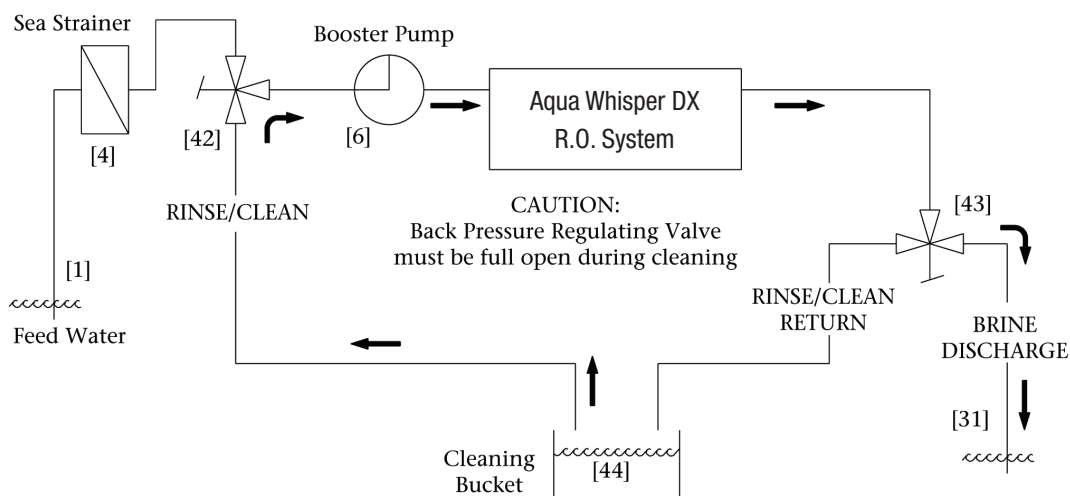 Sea Strainer
Booster Pump
Aqua Whisper DX
R.O. System
[4]
[42]
[6]
RINSE/CLEAN
CAUTION:
Back Pressure Regulating Valve
must be full open during cleaning
[43]
[1]
Feed Water
RINSE/CLEAN
RETURN
BRINE
DISCHARGE
[31]
Cleaning
Bucket
[44]